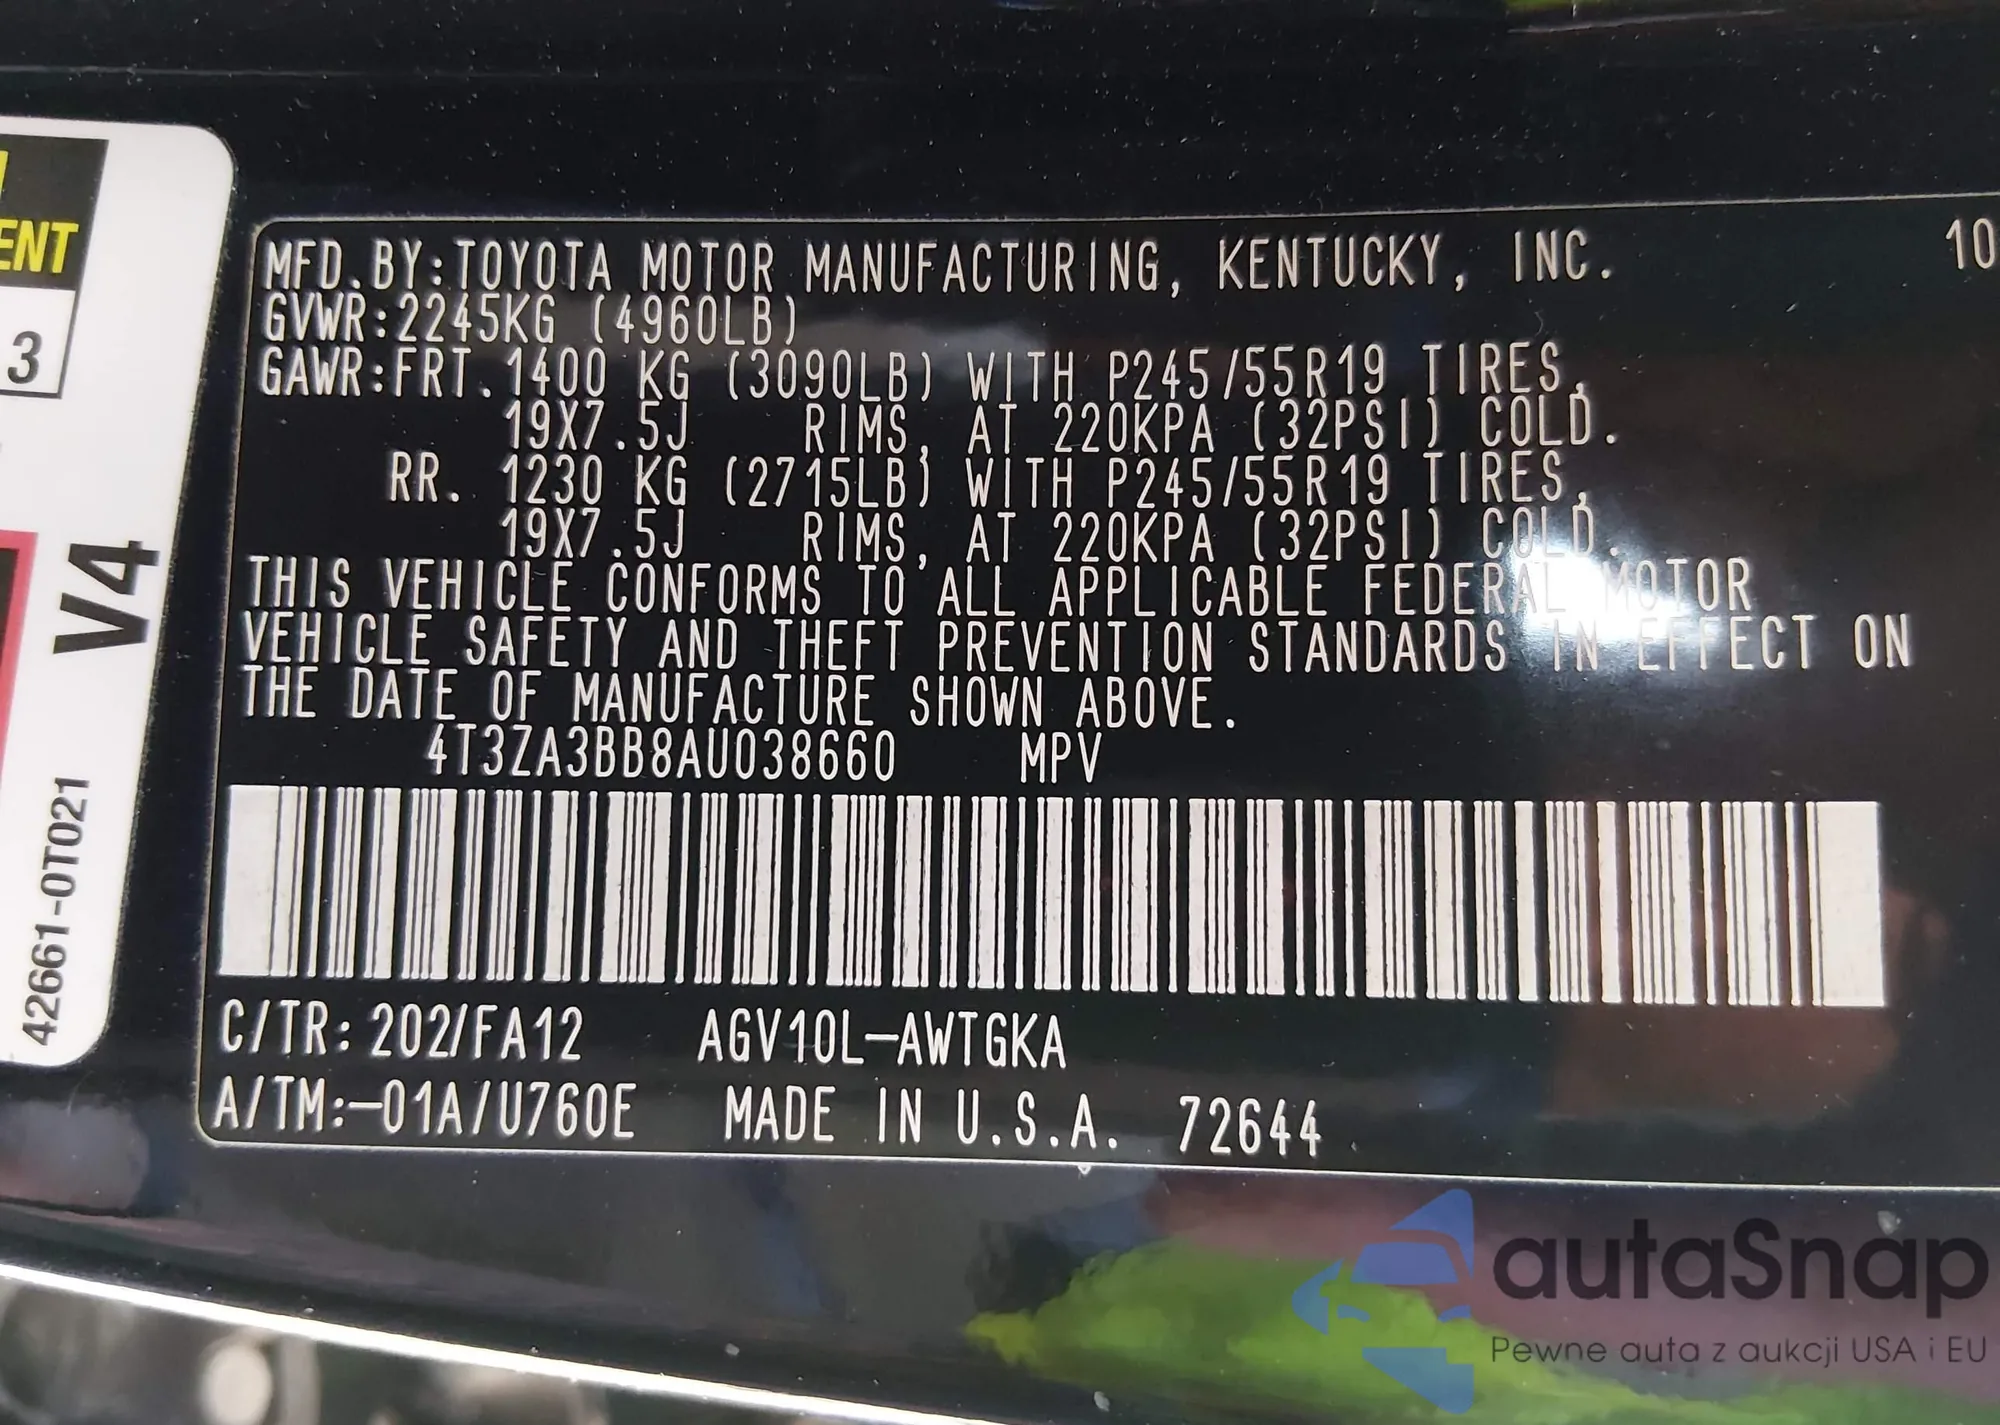 ENT
3
V4
42661-0T021
MFD.BY:TOYOTA MOTOR MANUFACTURING, KENTUCKY, INC. 10
GVWR:2245KG (4960LB)
GAWR:FRT. 1400 KG (3090LB) WITH P245/55R19 TIRES,
19X7.5J RIMS, AT 220KPA (32PSI) COLD.
RR. 1230 KG (2715LB) WITH P245/55R19 TIRES,
19X7.5J RIMS, AT 220KPA (32PSI) COLD.
THIS VEHICLE CONFORMS TO ALL APPLICABLE FEDERAL MOTOR
VEHICLE SAFETY AND THEFT PREVENTION STANDARDS IN EFFECT ON
THE DATE OF MANUFACTURE SHOWN ABOVE.
4T3ZA3BB8AU038660 MPV
C/TR: 202/FA12 AGV10L-AWTGKA
A/TM:-01A/U760E MADE IN U.S.A. 72644
autaSnap
Pewne auta z aukcji USA i EU